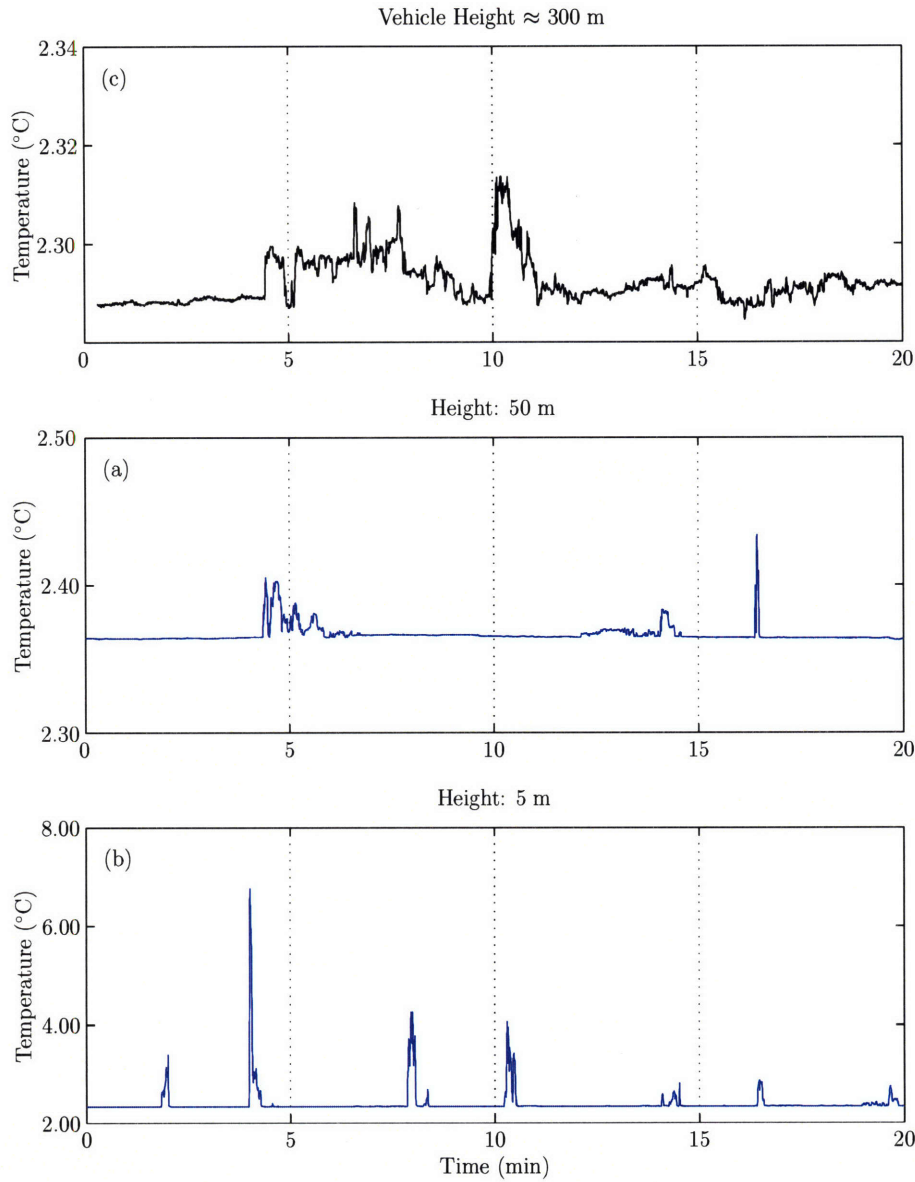 Vehicle Height ≈ 300 m
(c)
Temperature (°C)
2.34
2.32
2.30
0 5 10 15 20
Height: 50 m
(a)
Temperature (°C)
2.50
2.40
2.30
0 5 10 15 20
Height: 5 m
(b)
Temperature (°C)
8.00
6.00
4.00
2.00
0 5 10 15 20
Time (min)